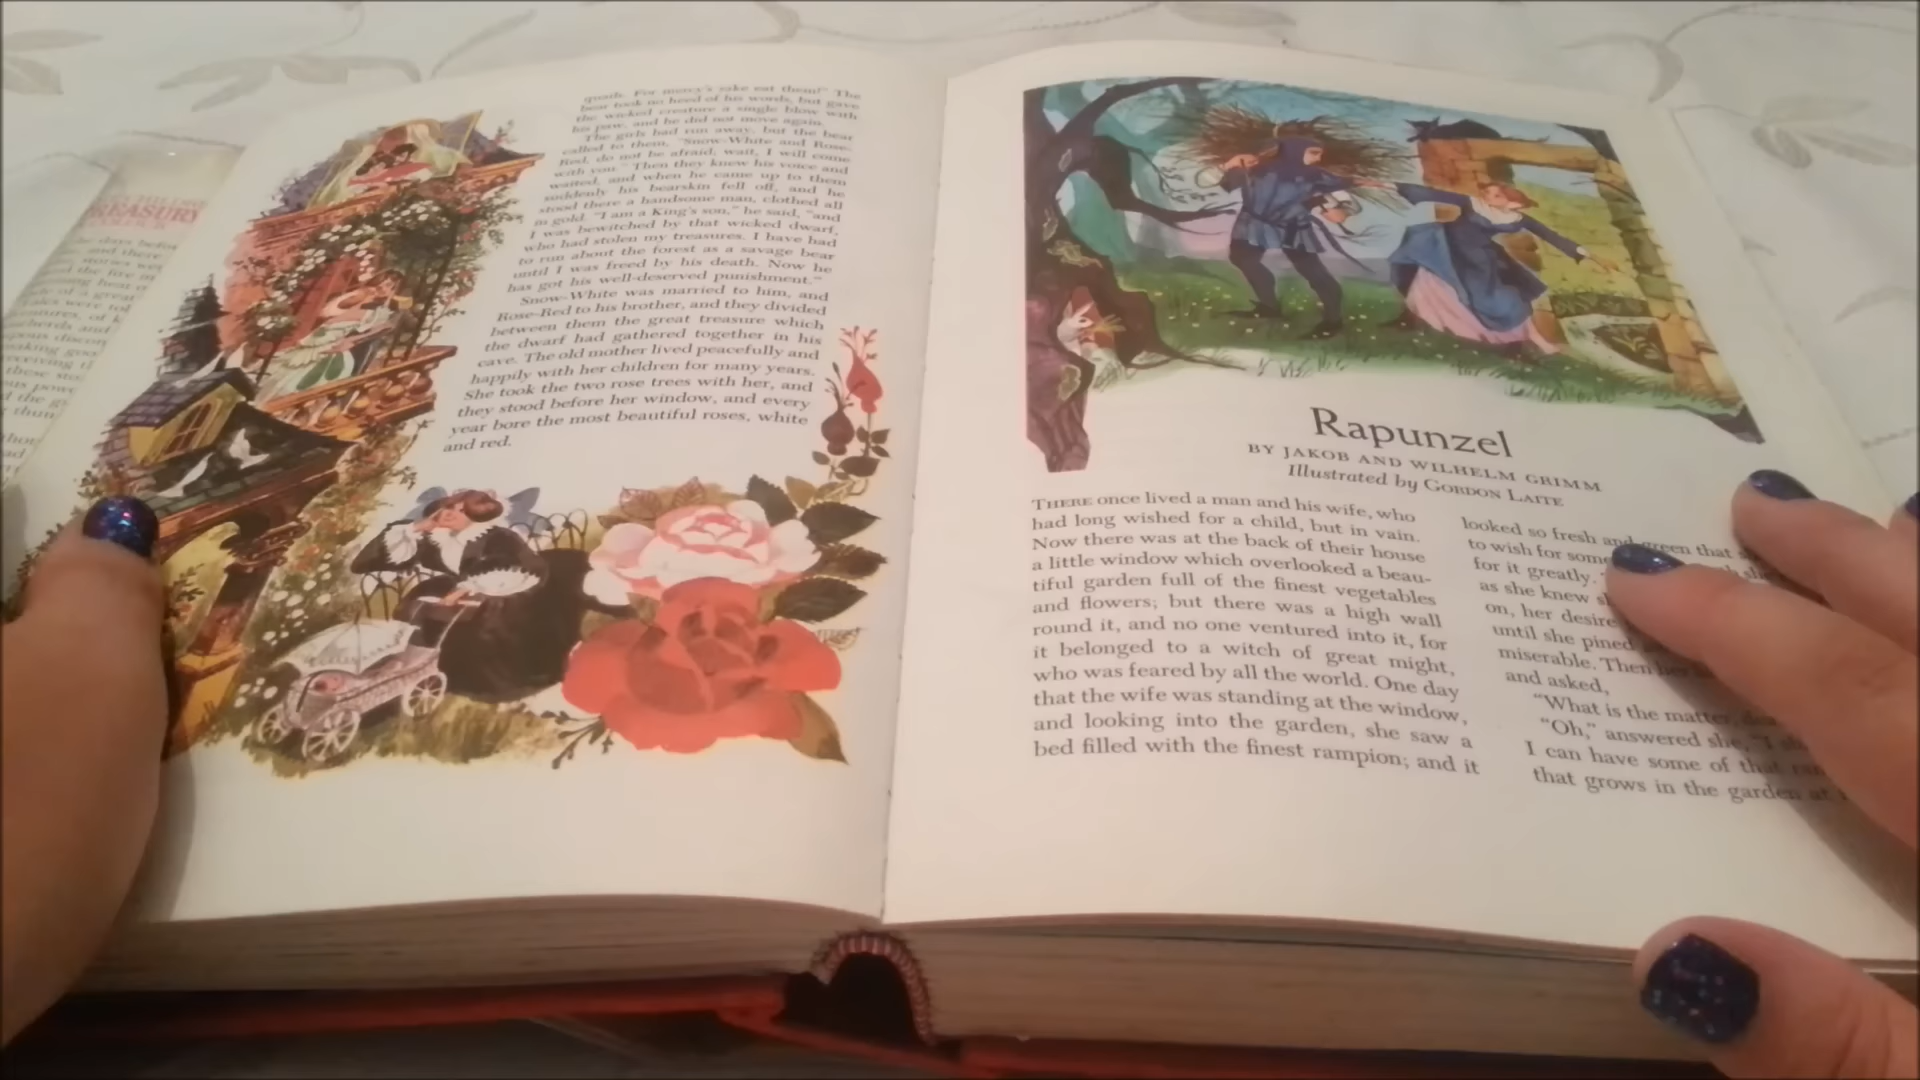 TREASURY
quoth. For mercy's sake eat them!" The
bear took no heed of his words, but gave
the wicked creature a single blow with
his paw, and he did not move again.
The girls had run away, but the bear
called to them, "Snow-White and Rose-
Red, do not be afraid; wait, I will come
with you." Then they knew his voice and
waited, and when he came up to them
suddenly his bearskin fell off, and he
stood there a handsome man, clothed all
in gold. "I am a King's son," he said, "and
I was bewitched by that wicked dwarf,
who had stolen my treasures. I have had
to run about the forest as a savage bear
until I was freed by his death. Now he
has got his well-deserved punishment."
Snow-White was married to him, and
Rose-Red to his brother, and they divided
between them the great treasure which
the dwarf had gathered together in his
cave. The old mother lived peacefully and
happily with her children for many years.
She took the two rose trees with her, and
they stood before her window, and every
year bore the most beautiful roses, white
and red.
Rapunzel
BY JAKOB AND WILHELM GRIMM
Illustrated by GORDON LAITE
THERE once lived a man and his wife, who
had long wished for a child, but in vain.
Now there was at the back of their house
a little window which overlooked a beau-
tiful garden full of the finest vegetables
and flowers; but there was a high wall
round it, and no one ventured into it, for
it belonged to a witch of great might,
who was feared by all the world. One day
that the wife was standing at the window,
and looking into the garden, she saw a
bed filled with the finest rampion; and it
looked so fresh and green that
to wish for some
for it greatly.
as she knew
on, her desire
until she pined
miserable. Then her
and asked,
"What is the matter,
"Oh," answered she, "I
I can have some of that
that grows in the garden at